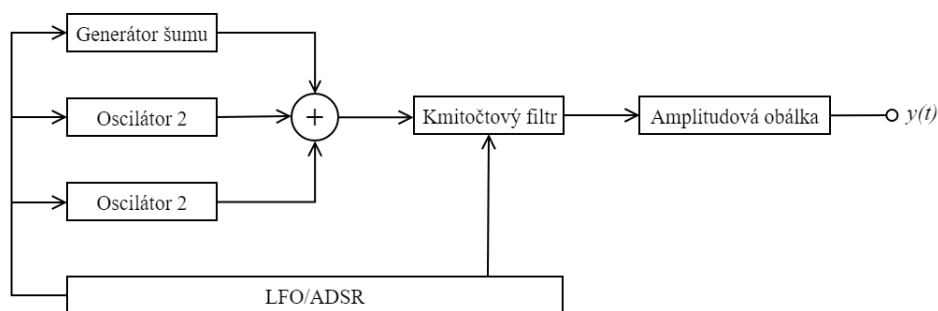 Generátor šumu
Oscilátor 2
+
Kmitočtový filtr
Amplitudová obálka
y(t)
Oscilátor 2
LFO/ADSR